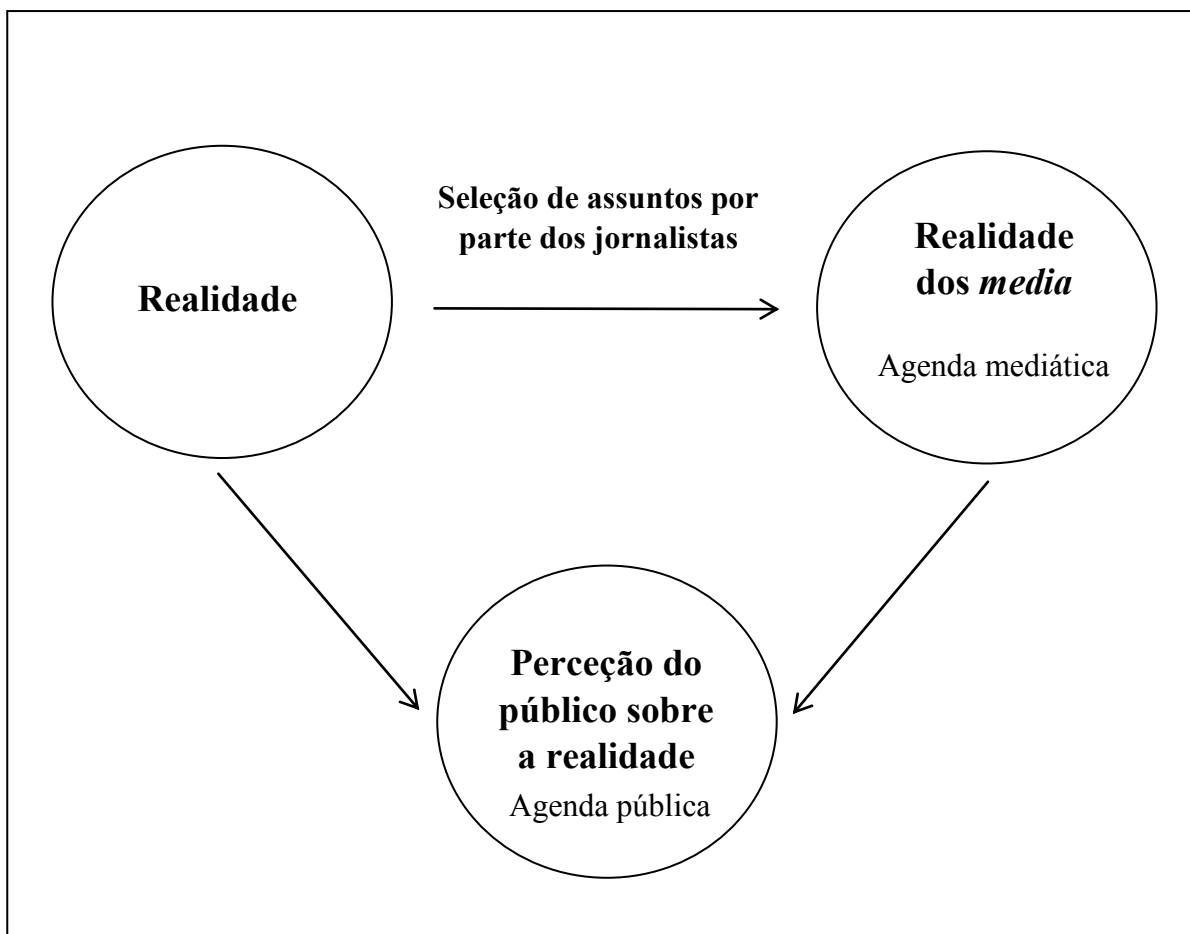 Seleção de assuntos por
parte dos jornalistas
Realidade
Realidade
dos media
Agenda mediática
Perceção do
público sobre
a realidade
Agenda pública